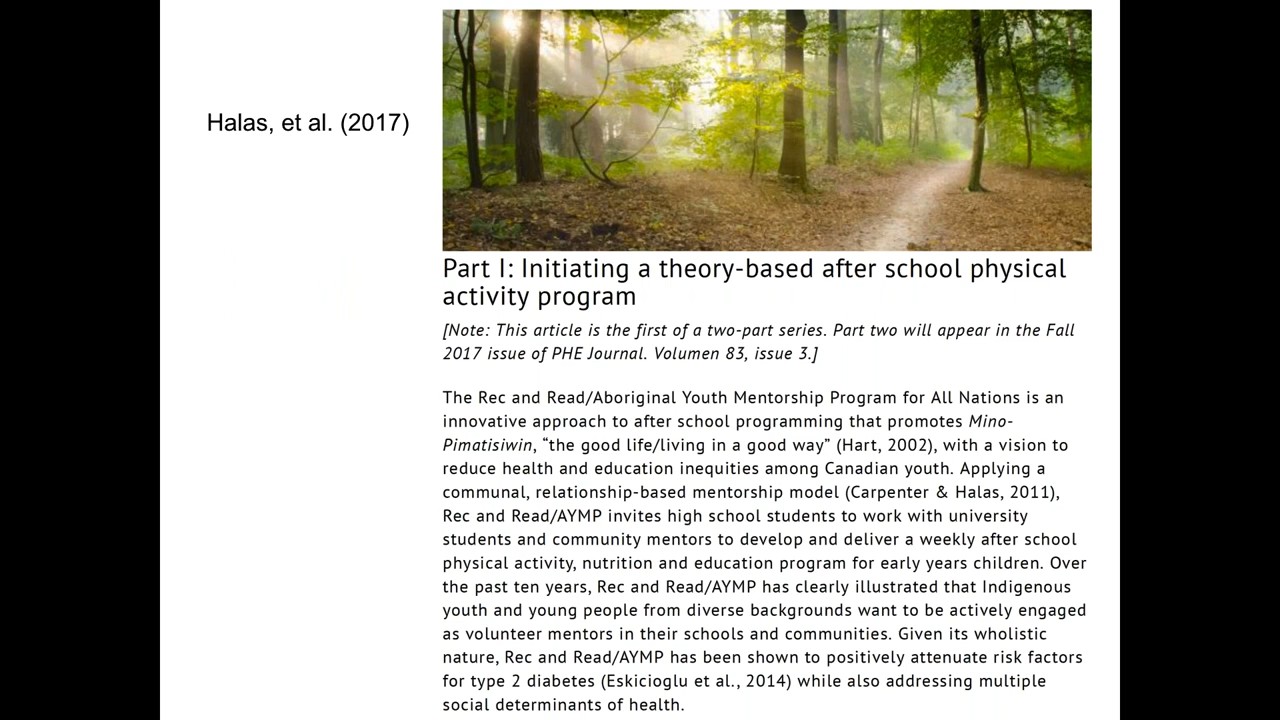 Halas, et al. (2017)
Part I: Initiating a theory-based after school physical
activity program
[Note: This article is the first of a two-part series. Part two will appear in the Fall
2017 issue of PHE Journal. Volumen 83, issue 3.]
The Rec and Read/Aboriginal Youth Mentorship Program for All Nations is an
innovative approach to after school programming that promotes Mino-
Pimatisiwin, “the good life/living in a good way” (Hart, 2002), with a vision to
reduce health and education inequities among Canadian youth. Applying a
communal, relationship-based mentorship model (Carpenter & Halas, 2011),
Rec and Read/AYMP invites high school students to work with university
students and community mentors to develop and deliver a weekly after school
physical activity, nutrition and education program for early years children. Over
the past ten years, Rec and Read/AYMP has clearly illustrated that Indigenous
youth and young people from diverse backgrounds want to be actively engaged
as volunteer mentors in their schools and communities. Given its wholistic
nature, Rec and Read/AYMP has been shown to positively attenuate risk factors
for type 2 diabetes (Eskicioglu et al., 2014) while also addressing multiple
social determinants of health.